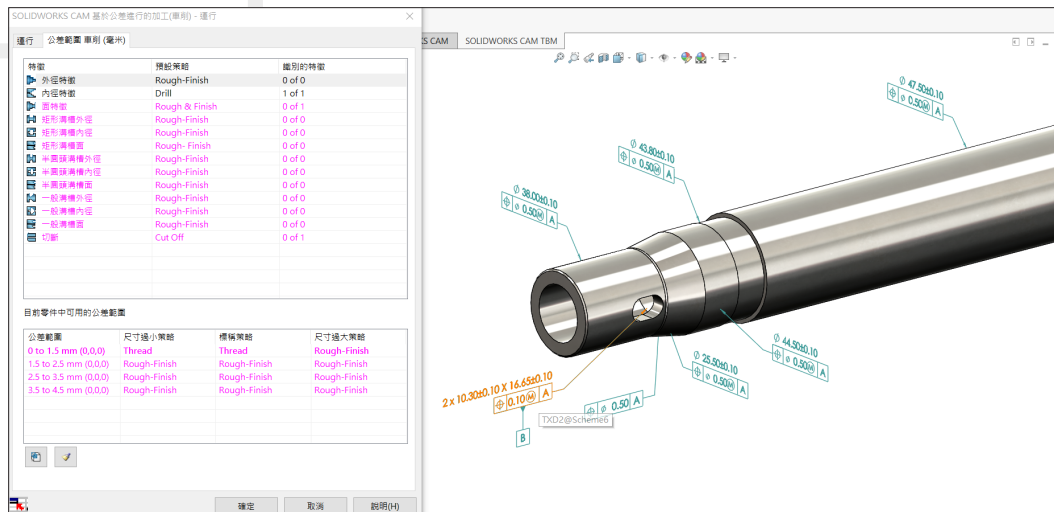 SOLIDWORKS CAM 基於公差進行的加工(車削) - 運行
運行 公差範圍 車削 (毫米)
S CAM SOLIDWORKS CAM TBM
特徵 預設策略 識別的特徵
外徑特徵 Rough-Finish 0 of 0
內徑特徵 Drill 1 of 1
面特徵 Rough & Finish 0 of 1
矩形溝槽外徑 Rough-Finish 0 of 0
矩形溝槽內徑 Rough-Finish 0 of 0
矩形溝槽面 Rough- Finish 0 of 0
半圓頭溝槽外徑 Rough-Finish 0 of 0
半圓頭溝槽內徑 Rough-Finish 0 of 0
半圓頭溝槽面 Rough-Finish 0 of 0
一般溝槽外徑 Rough-Finish 0 of 0
一般溝槽內徑 Rough-Finish 0 of 0
一般溝槽面 Rough-Finish 0 of 0
切斷 Cut Off 0 of 1
目前零件中可用的公差範圍
公差範圍 尺寸過小策略 標稱策略 尺寸過大策略
0 to 1.5 mm (0,0,0) Thread Thread Rough-Finish
1.5 to 2.5 mm (0,0,0) Rough-Finish Rough-Finish Rough-Finish
2.5 to 3.5 mm (0,0,0) Rough-Finish Rough-Finish Rough-Finish
3.5 to 4.5 mm (0,0,0) Rough-Finish Rough-Finish Rough-Finish
確定 取消 說明(H)
⌀ 47.50±0.10
⌖ ⌀ 0.50Ⓜ A
⌀ 43.80±0.10
⌖ ⌀ 0.50Ⓜ A
⌀ 38.00±0.10
⌖ ⌀ 0.50Ⓜ A
⌀ 44.50±0.10
⌖ ⌀ 0.50Ⓜ A
⌀ 25.50±0.10
⌖ ⌀ 0.50Ⓜ A
2 x 10.30±0.10 X 16.65±0.10
⌖ 0.10Ⓜ A
⌖ ⌀ 0.50 A
TXD2@Scheme6
B